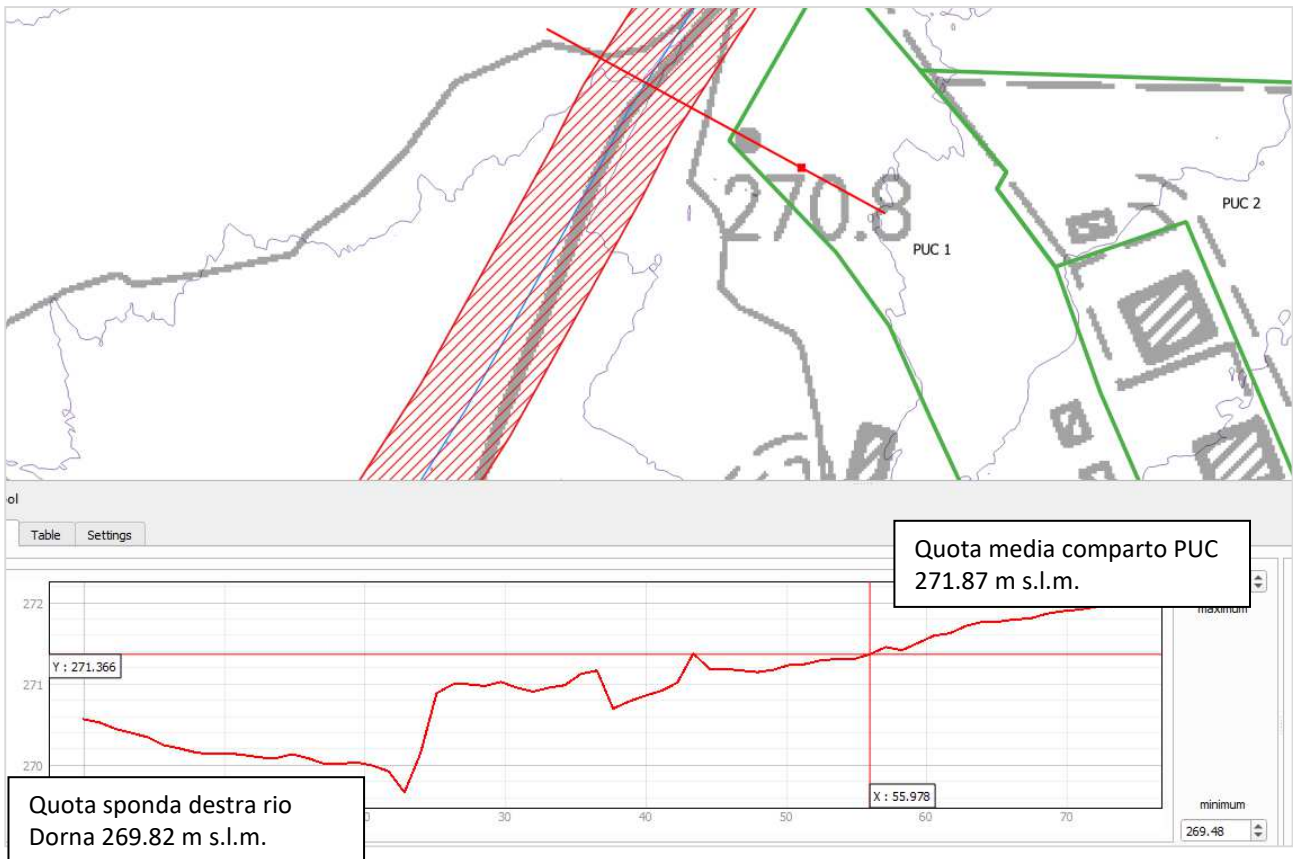 270.8
PUC 1
PUC 2
ol
Table
Settings
Quota media comparto PUC
271.87 m s.l.m.
maximum
272
Y : 271.366
271
270
X : 55.978
30
40
50
60
70
minimum
269.48
Quota sponda destra rio
Dorna 269.82 m s.l.m.